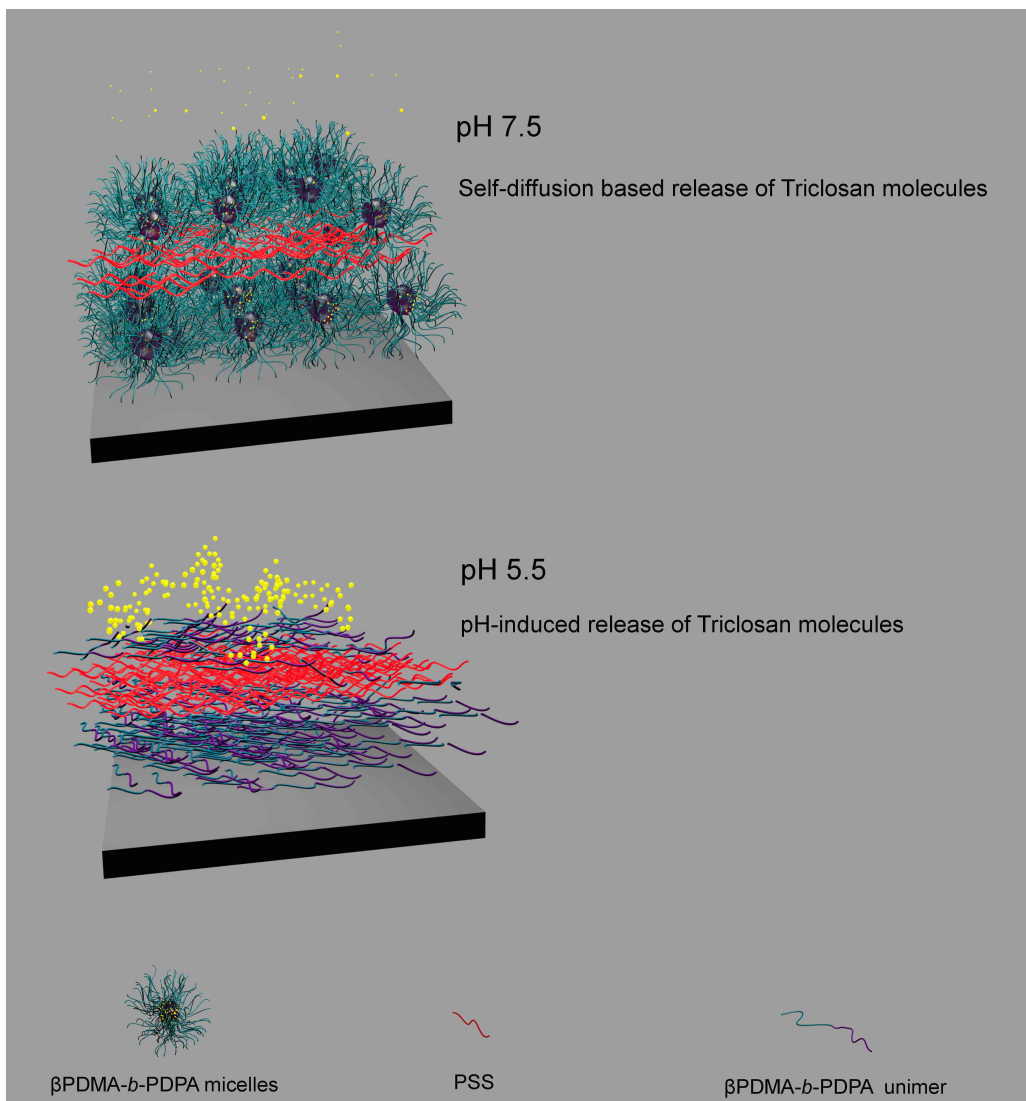 pH 7.5
Self-diffusion based release of Triclosan molecules
pH 5.5
pH-induced release of Triclosan molecules
βPDMA-b-PDPA micelles
PSS
βPDMA-b-PDPA unimer